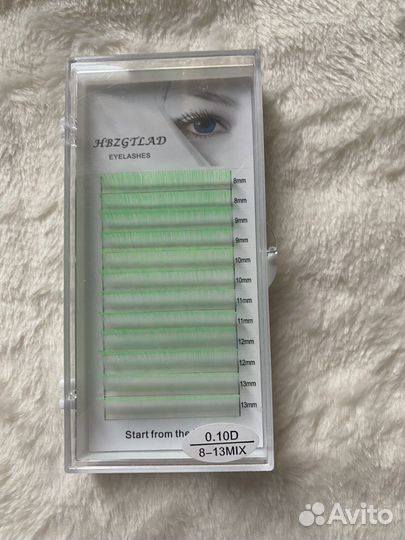 HBZGTLAD
EYELASHES
8mm
8mm
9mm
9mm
10mm
10mm
11mm
11mm
12mm
12mm
13mm
13mm
Start from the
0.10D
8-13MIX
Avito